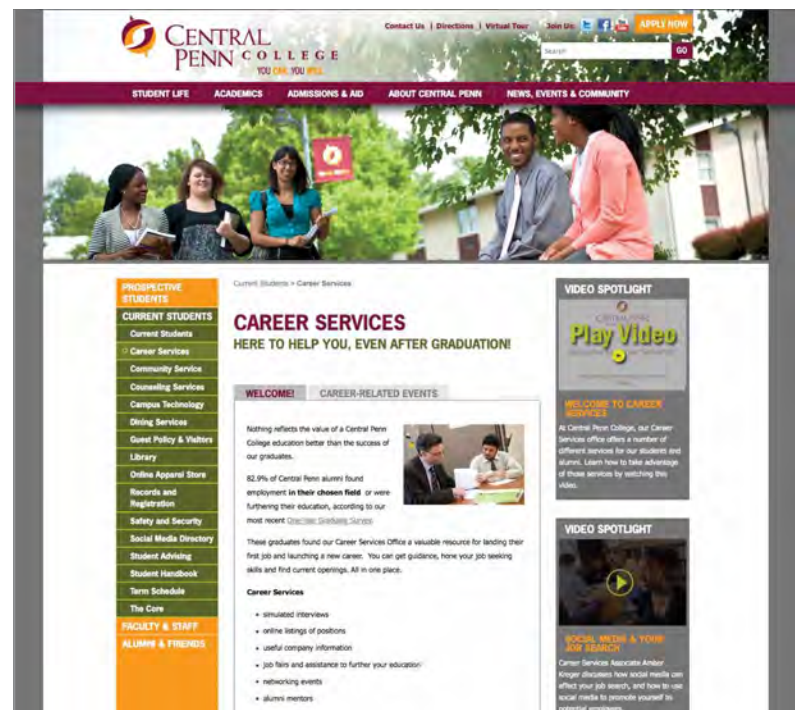 Contact Us | Directions | Virtual Tour Join Us: APPLY NOW
CENTRAL
PENN COLLEGE
YOU CAN. YOU WILL.
Search GO
STUDENT LIFE ACADEMICS ADMISSIONS & AID ABOUT CENTRAL PENN NEWS, EVENTS & COMMUNITY
PROSPECTIVE
STUDENTS
CURRENT STUDENTS
Current Students
Career Services
Community Service
Counseling Services
Campus Technology
Dining Services
Guest Policy & Visitors
Library
Online Apparel Store
Records and
Registration
Safety and Security
Social Media Directory
Student Advising
Student Handbook
Term Schedule
The Core
FACULTY & STAFF
ALUMNI & FRIENDS
Current Students > Career Services
CAREER SERVICES
HERE TO HELP YOU, EVEN AFTER GRADUATION!
WELCOME! CAREER-RELATED EVENTS
Nothing reflects the value of a Central Penn
College education better than the success of
our graduates.
82.9% of Central Penn alumni found
employment in their chosen field or were
furthering their education, according to our
most recent One-Year Graduate Survey.
These graduates found our Career Services Office a valuable resource for landing their
first job and launching a new career. You can get guidance, hone your job seeking
skills and find current openings. All in one place.
Career Services
• simulated interviews
• online listings of positions
• useful company information
• job fairs and assistance to further your education
• networking events
• alumni mentors
VIDEO SPOTLIGHT
CENTRAL PENN
Play Video
WELCOME TO CAREER
SERVICES
At Central Penn College, our Career
Services office offers a number of
different services for our students and
alumni. Learn how to take advantage
of those services by watching this
video.
VIDEO SPOTLIGHT
SOCIAL MEDIA & YOUR
JOB SEARCH
Career Services Associate Amber
Kreger discusses how social media can
affect your job search, and how to use
social media to promote yourself to
potential employers.